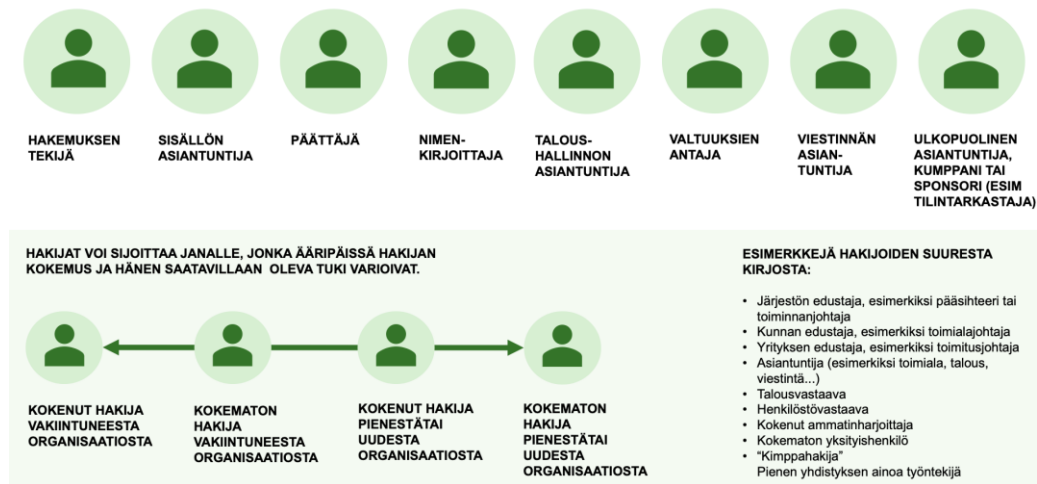 HAKEMUKSEN
TEKIJÄ
SISÄLLÖN
ASIANTUNTIJA
PÄÄTTÄJÄ
NIMEN-
KIRJOITTAJA
TALOUS-
HALLINNON
ASIANTUNTIJA
VALTUUKSIEN
ANTAJA
VIESTINNÄN
ASIAN-
TUNTIJA
ULKOPUOLINEN
ASIANTUNTIJA,
KUMPPANI TAI
SPONSORI (ESIM
TILINTARKASTAJA)
HAKIJAT VOI SIJOITTAA JANALLE, JONKA ÄÄRIPÄISSÄ HAKIJAN
KOKEMUS JA HÄNEN SAATAVILLAAN OLEVA TUKI VARIOIVAT.
KOKENUT HAKIJA
VAKIINTUNEESTA
ORGANISAATIOSTA
KOKEMATON
HAKIJA
VAKIINTUNEESTA
ORGANISAATIOSTA
KOKENUT HAKIJA
PIENESTÄTAI
UUDESTA
ORGANISAATIOSTA
KOKEMATON
HAKIJA
PIENESTÄTAI
UUDESTA
ORGANISAATIOSTA
ESIMERKKEJÄ HAKIJOIDEN SUURESTA
KIRJOSTA:
• Järjestön edustaja, esimerkiksi pääsihteeri tai
toiminnanjohtaja
• Kunnan edustaja, esimerkiksi toimialajohtaja
• Yrityksen edustaja, esimerkiksi toimitusjohtaja
• Asiantuntija (esimerkiksi toimiala, talous,
viestintä...)
• Talousvastaava
• Henkilöstövastaava
• Kokenut ammatinharjoittaja
• Kokematon yksityishenkilö
• "Kimppahakija"
Pienen yhdistyksen ainoa työntekijä